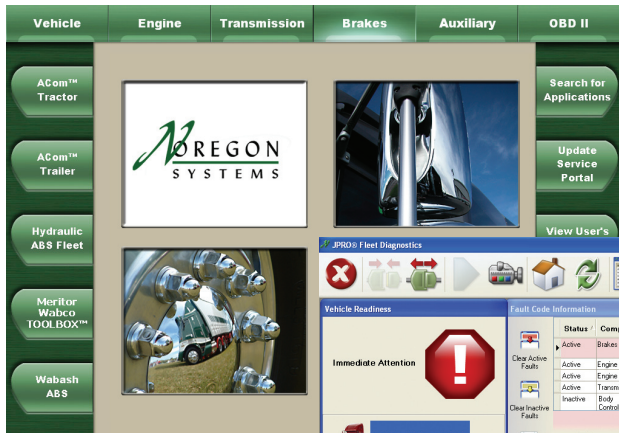 Vehicle
Engine
Transmission
Brakes
Auxiliary
OBD II
ACom™
Tractor
ACom™
Trailer
Hydraulic
ABS Fleet
Meritor
Wabco
TOOLBOX™
Wabash
ABS
NOREGON
SYSTEMS
Search for
Applications
Update
Service
Portal
View User's
JPRO® Fleet Diagnostics
Vehicle Readiness
Immediate Attention
Fault Code Information
Clear Active
Faults
Clear Inactive
Faults
Status
Active Brakes
Active Engine
Active Engine
Active
Inactive Body